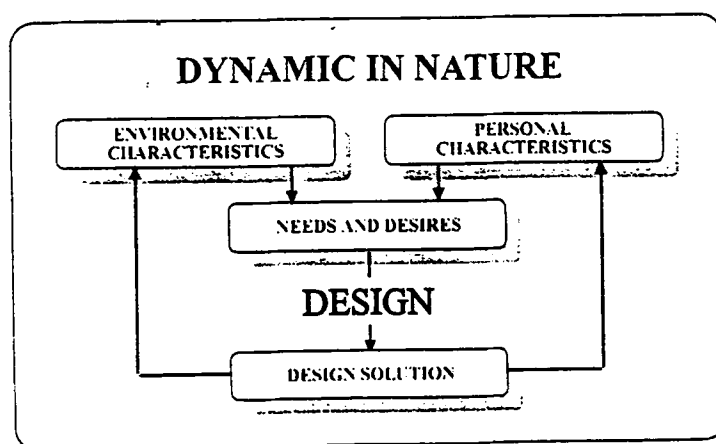 DYNAMIC IN NATURE
ENVIRONMENTAL
CHARACTERISTICS
PERSONAL
CHARACTERISTICS
NEEDS AND DESIRES
DESIGN
DESIGN SOLUTION